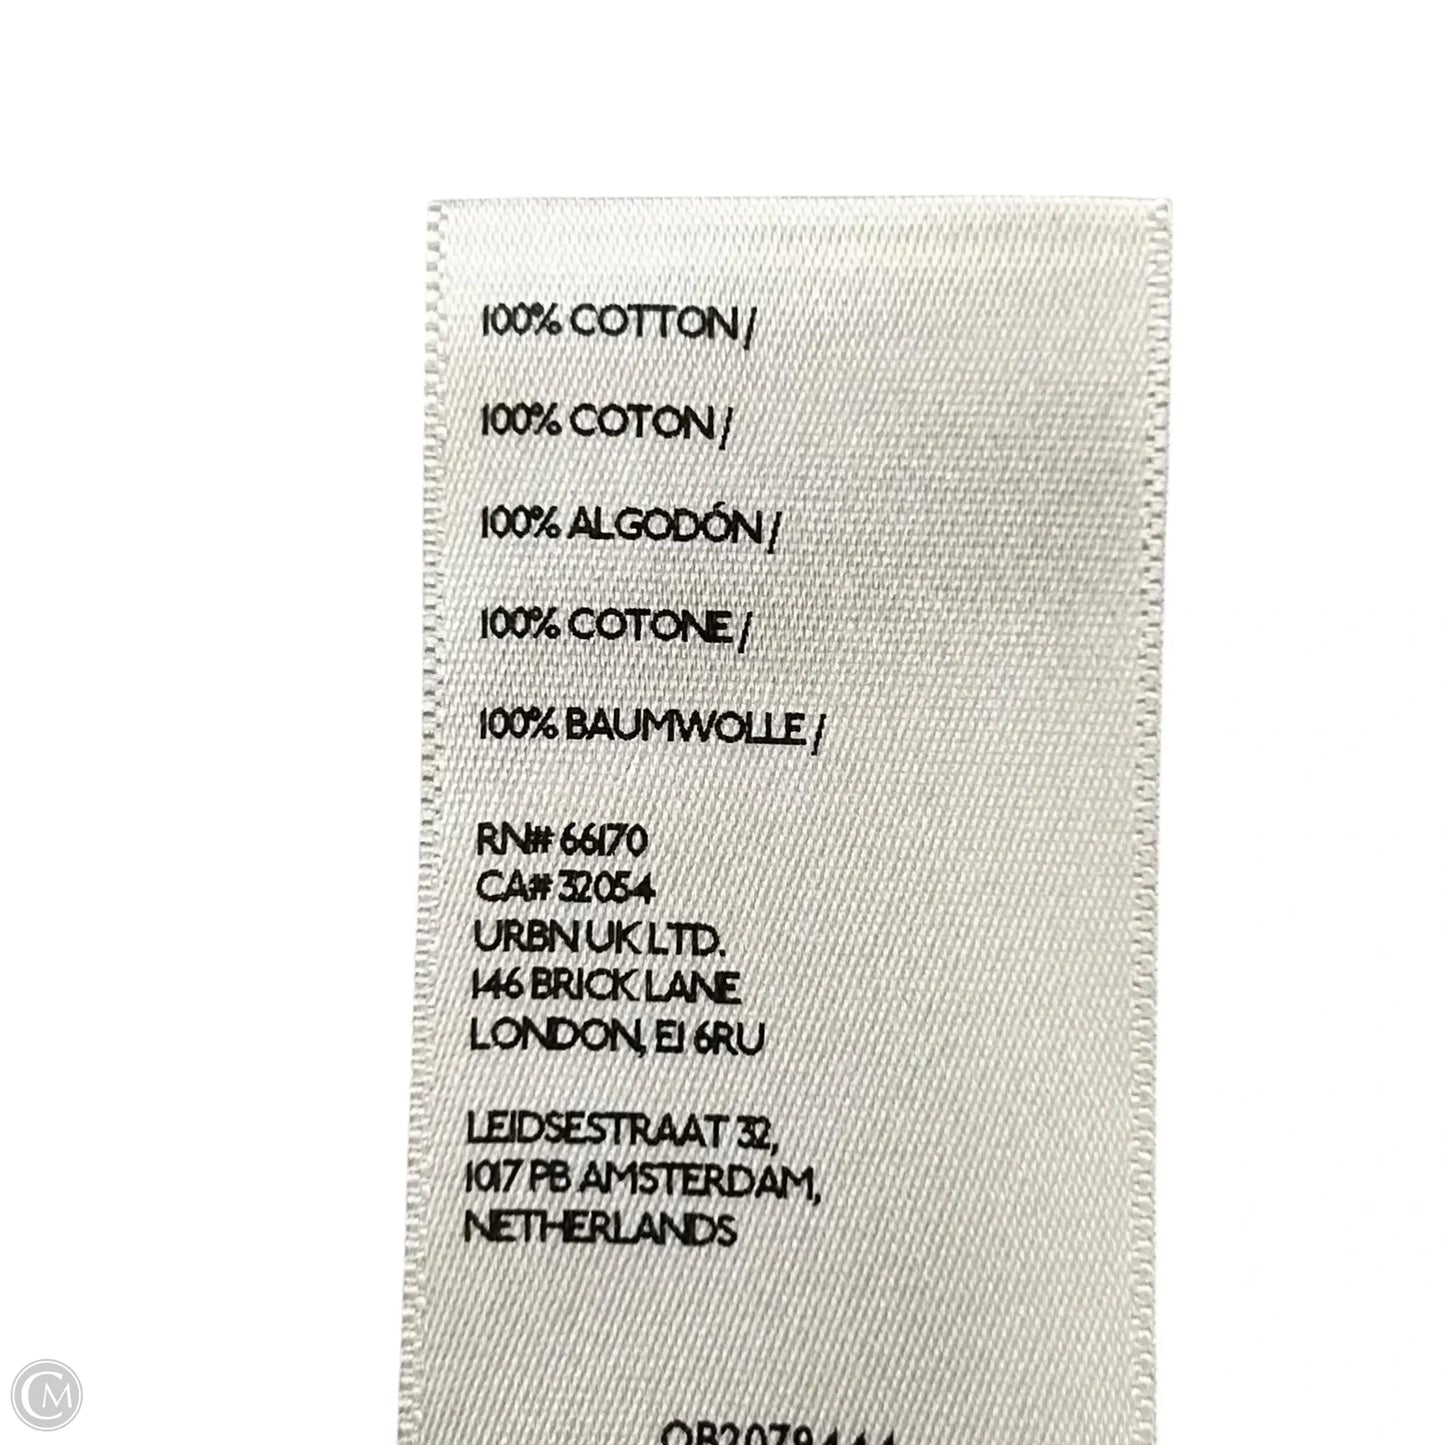 100% COTTON/
100% COTON/
100% ALGODÓN/
100% COTONE/
100% BAUMWOLLE/
RN# 66170
CA# 32054
URBN UK LTD.
146 BRICK LANE
LONDON, E1 6RU
LEIDSESTRAAT 32,
1017 PB AMSTERDAM,
NETHERLANDS
CM